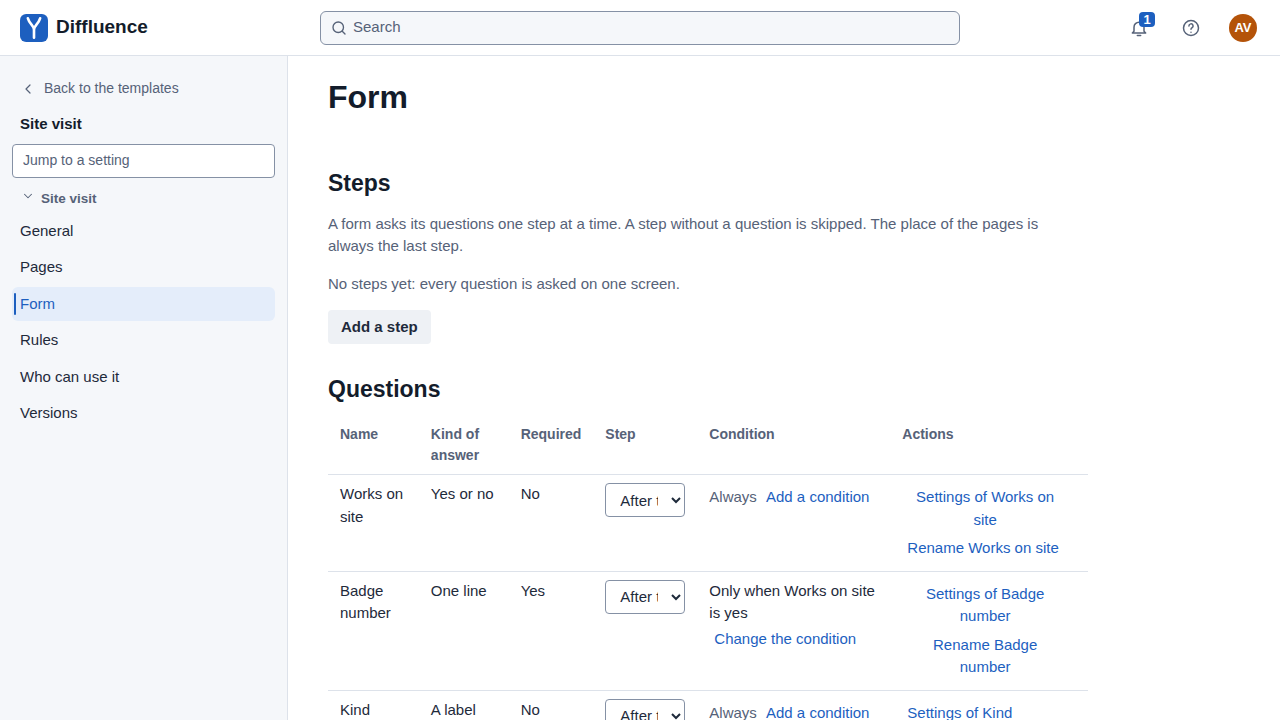 Diffluence
Search
1
AV
Back to the templates
Site visit
Jump to a setting
Site visit
General
Pages
Form
Rules
Who can use it
Versions
Form
Steps
A form asks its questions one step at a time. A step without a question is skipped. The place of the pages is
always the last step.
No steps yet: every question is asked on one screen.
Add a step
Questions
Name
Kind of
answer
Required
Step
Condition
Actions
Works on
site
Yes or no
No
After
Always Add a condition
Settings of Works on
site
Rename Works on site
Badge
number
One line
Yes
After
Only when Works on site
is yes
Change the condition
Settings of Badge
number
Rename Badge
number
Kind
A label
No
After
Always Add a condition
Settings of Kind